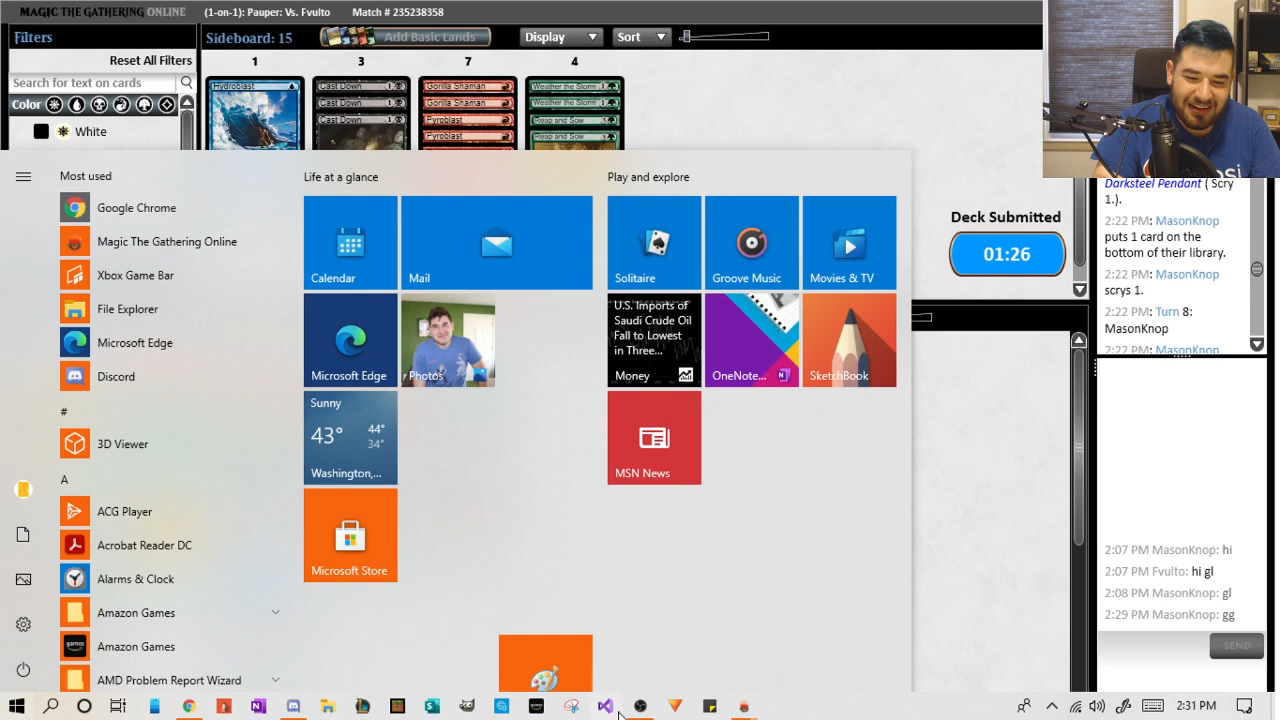 MAGIC THE GATHERING ONLINE (1-on-1): Pauper: Vs. Fvulto Match # 235238358
Filters
Reset All Filters
Search for text on cards
Color
White
Sideboard: 15 Add Basic Lands Display Sort
1 3 7 4
Hydroblast
Cast Down
Cast Down
Cast Down
Gorilla Shaman
Gorilla Shaman
Pyroblast
Pyroblast
Weather the Storm
Weather the Storm
Reap and Sow
Reap and Sow
Most used
Google Chrome
Magic The Gathering Online
Xbox Game Bar
File Explorer
Microsoft Edge
Discord
#
3D Viewer
A
ACG Player
Acrobat Reader DC
Alarms & Clock
Amazon Games
Amazon Games
AMD Problem Report Wizard
Life at a glance
Calendar
Mail
Microsoft Edge
Photos
Sunny
43° 44°
34°
Washington,...
Microsoft Store
Play and explore
Solitaire
Groove Music
Movies & TV
U.S. Imports of
Saudi Crude Oil
Fall to Lowest
in Three...
Money
OneNote...
SketchBook
MSN News
Deck Submitted
01:26
Darksteel Pendant ( Scry
1.).
2:22 PM: MasonKnop
puts 1 card on the
bottom of their library.
2:22 PM: MasonKnop
scrys 1.
2:22 PM: Turn 8:
MasonKnop
2:22 PM: MasonKnop
2:07 PM MasonKnop: hi
2:07 PM Fvulto: hi gl
2:08 PM MasonKnop: gl
2:29 PM MasonKnop: gg
SEND
2:31 PM